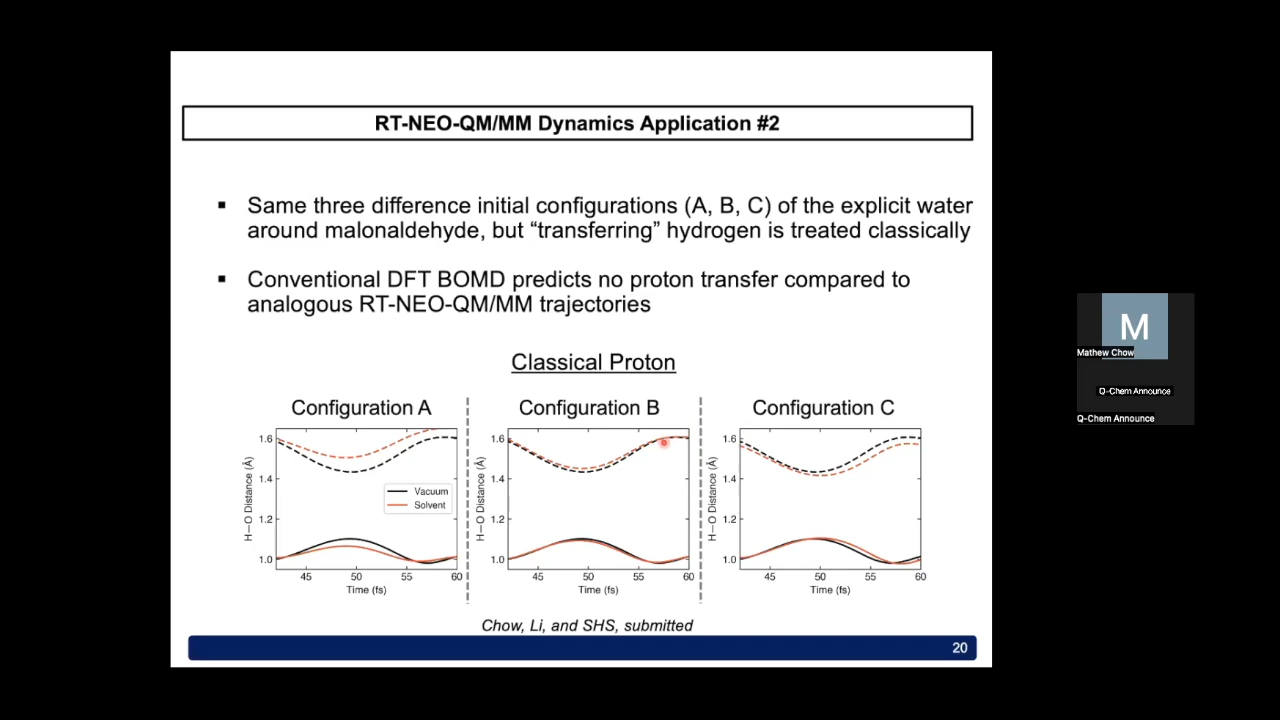 RT-NEO-QM/MM Dynamics Application #2
▪ Same three difference initial configurations (A, B, C) of the explicit water
around malonaldehyde, but “transferring” hydrogen is treated classically
▪ Conventional DFT BOMD predicts no proton transfer compared to
analogous RT-NEO-QM/MM trajectories
Classical Proton
Configuration A
1.6
1.4
1.2
1.0
H—O Distance (Å)
Vacuum
Solvent
45 50 55 60
Time (fs)
Configuration B
1.6
1.4
1.2
1.0
H—O Distance (Å)
45 50 55 60
Time (fs)
Configuration C
1.6
1.4
1.2
1.0
H—O Distance (Å)
45 50 55 60
Time (fs)
Chow, Li, and SHS, submitted
20
M
Mathew Chow
Q-Chem Announce
Q-Chem Announce